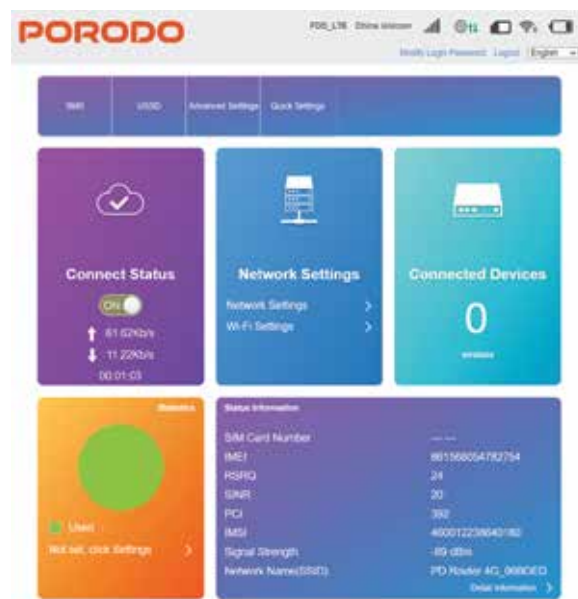 PORODO
FDD_LTE China Unicom
Modify Login Password Logout English
SMS USSD Advanced Settings Quick Settings
Connect Status
ON
61.62Kb/s
11.22Kb/s
00:01:03
Network Settings
Network Settings >
Wi-Fi Settings >
Connected Devices
0
Statistics
Used
Not set, click Settings >
Status Information
SIM Card Number --- ---
IMEI
RSRQ 24
SINR 20
PCI 392
IMSI
Signal Strength -89 dBm
Network Name(SSID)
Detail Information >